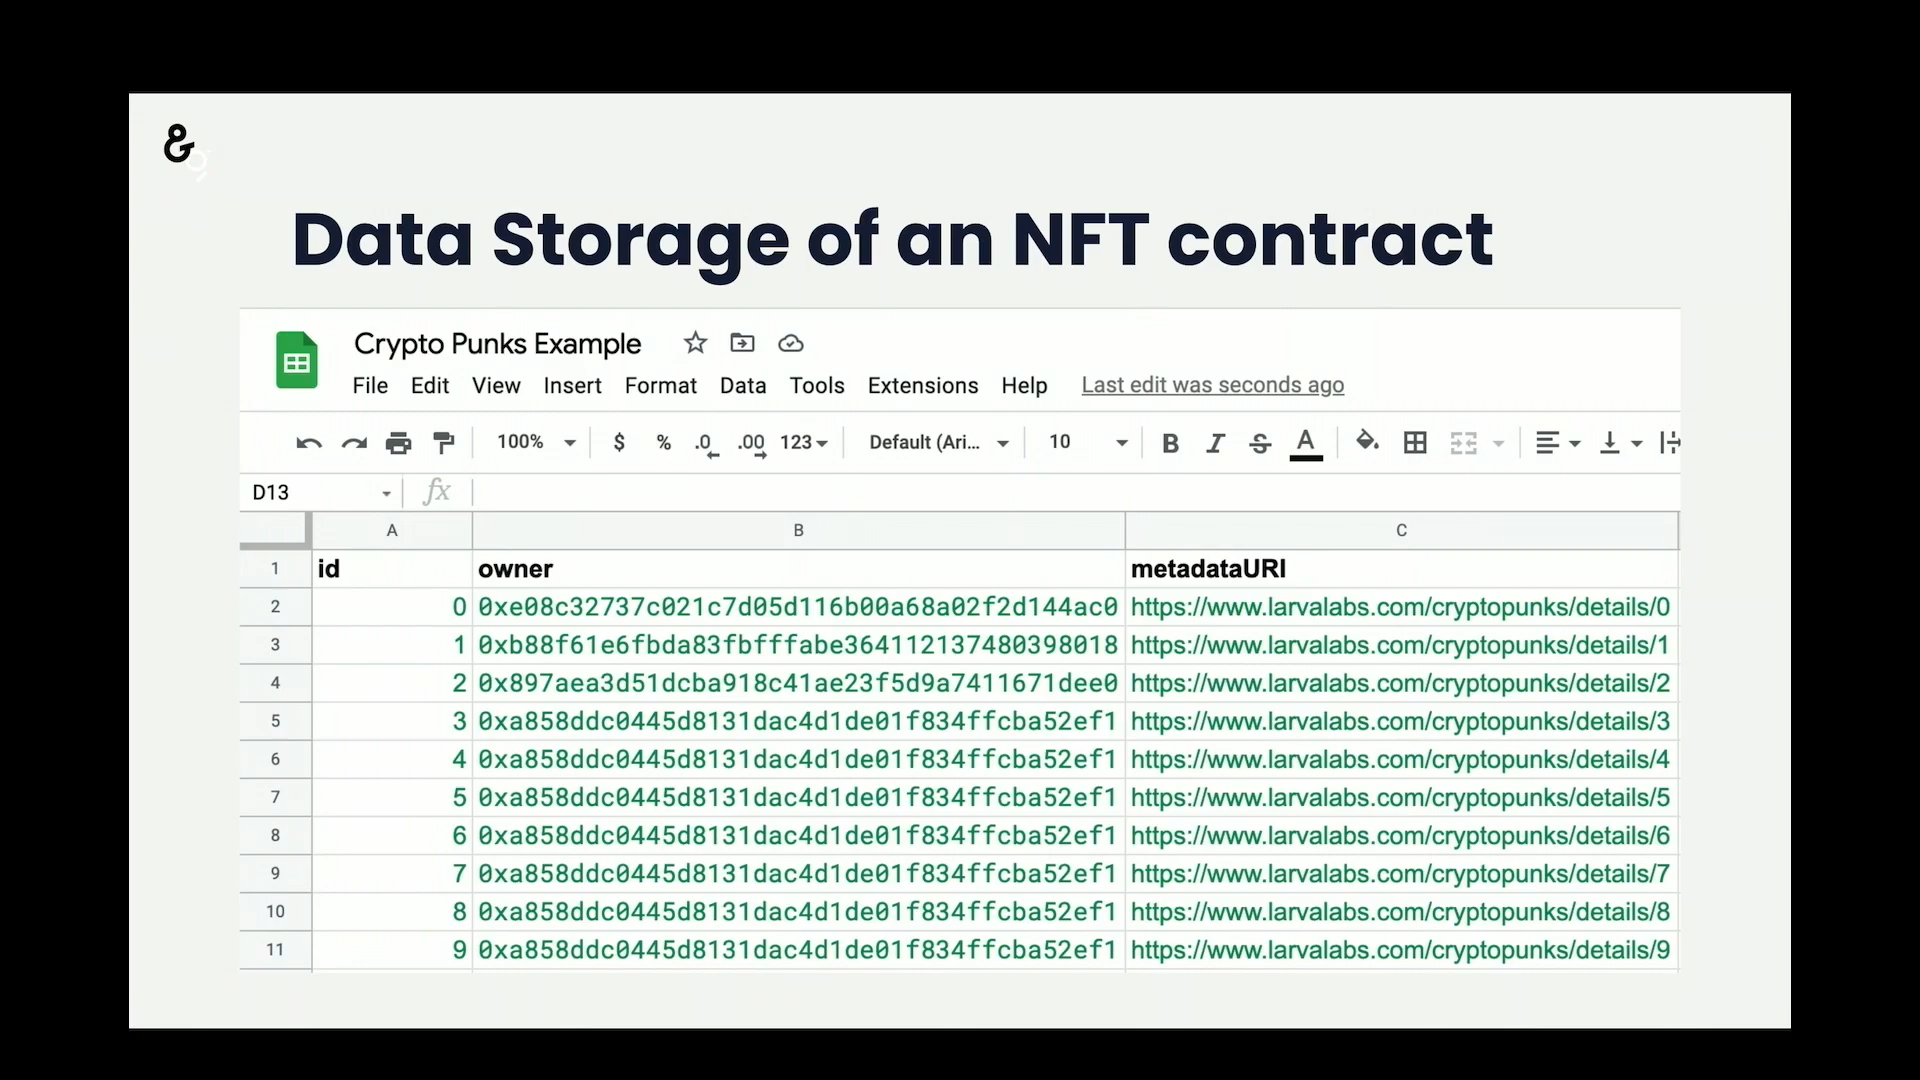 &
Data Storage of an NFT contract
Crypto Punks Example
File Edit View Insert Format Data Tools Extensions Help Last edit was seconds ago
100% $ % .0 .00 123 Default (Ari... 10 B I S A
D13 fx
A B C
1 id owner metadataURI
2 0 0xe08c32737c021c7d05d116b00a68a02f2d144ac0 https://www.larvalabs.com/cryptopunks/details/0
3 1 0xb88f61e6fbda83fbfffabe364112137480398018 https://www.larvalabs.com/cryptopunks/details/1
4 2 0x897aea3d51dcba918c41ae23f5d9a7411671dee0 https://www.larvalabs.com/cryptopunks/details/2
5 3 0xa858ddc0445d8131dac4d1de01f834ffcba52ef1 https://www.larvalabs.com/cryptopunks/details/3
6 4 0xa858ddc0445d8131dac4d1de01f834ffcba52ef1 https://www.larvalabs.com/cryptopunks/details/4
7 5 0xa858ddc0445d8131dac4d1de01f834ffcba52ef1 https://www.larvalabs.com/cryptopunks/details/5
8 6 0xa858ddc0445d8131dac4d1de01f834ffcba52ef1 https://www.larvalabs.com/cryptopunks/details/6
9 7 0xa858ddc0445d8131dac4d1de01f834ffcba52ef1 https://www.larvalabs.com/cryptopunks/details/7
10 8 0xa858ddc0445d8131dac4d1de01f834ffcba52ef1 https://www.larvalabs.com/cryptopunks/details/8
11 9 0xa858ddc0445d8131dac4d1de01f834ffcba52ef1 https://www.larvalabs.com/cryptopunks/details/9